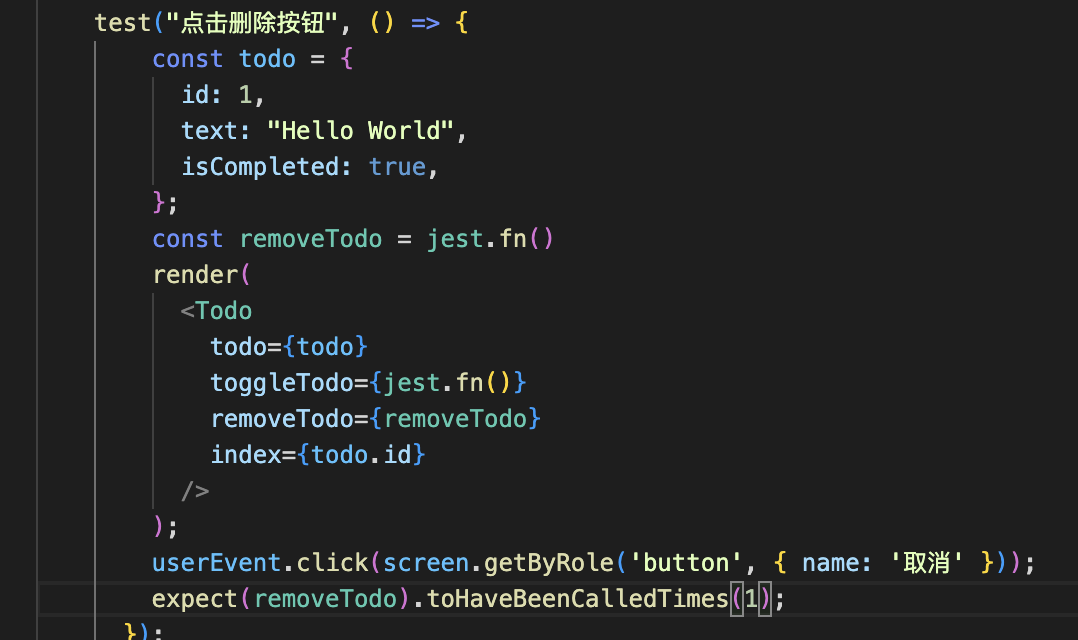 test("点击删除按钮", () => {
const todo = {
id: 1,
text: "Hello World",
isCompleted: true,
};
const removeTodo = jest.fn()
render(
<Todo
todo={todo}
toggleTodo={jest.fn()}
removeTodo={removeTodo}
index={todo.id}
/>
);
userEvent.click(screen.getByRole('button', { name: '取消' }));
expect(removeTodo).toHaveBeenCalledTimes(1);
});